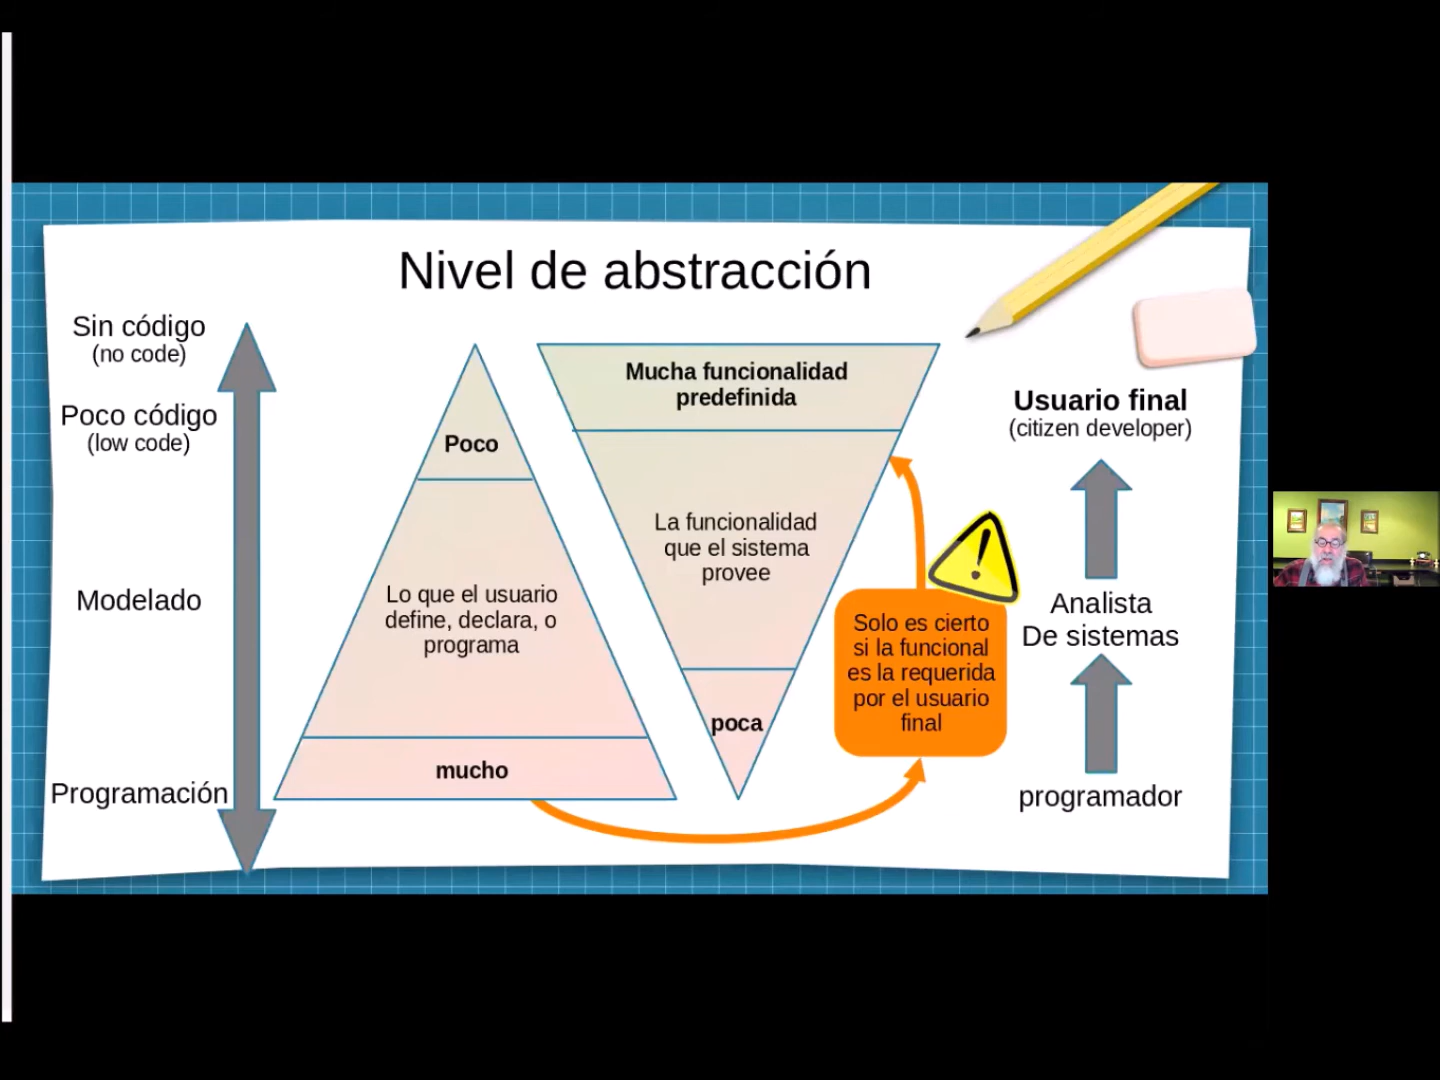 Nivel de abstracción
Sin código
(no code)
Poco código
(low code)
Modelado
Programación
Poco
Lo que el usuario
define, declara, o
programa
mucho
Mucha funcionalidad
predefinida
La funcionalidad
que el sistema
provee
poca
Solo es cierto
si la funcional
es la requerida
por el usuario
final
Usuario final
(citizen developer)
Analista
De sistemas
programador